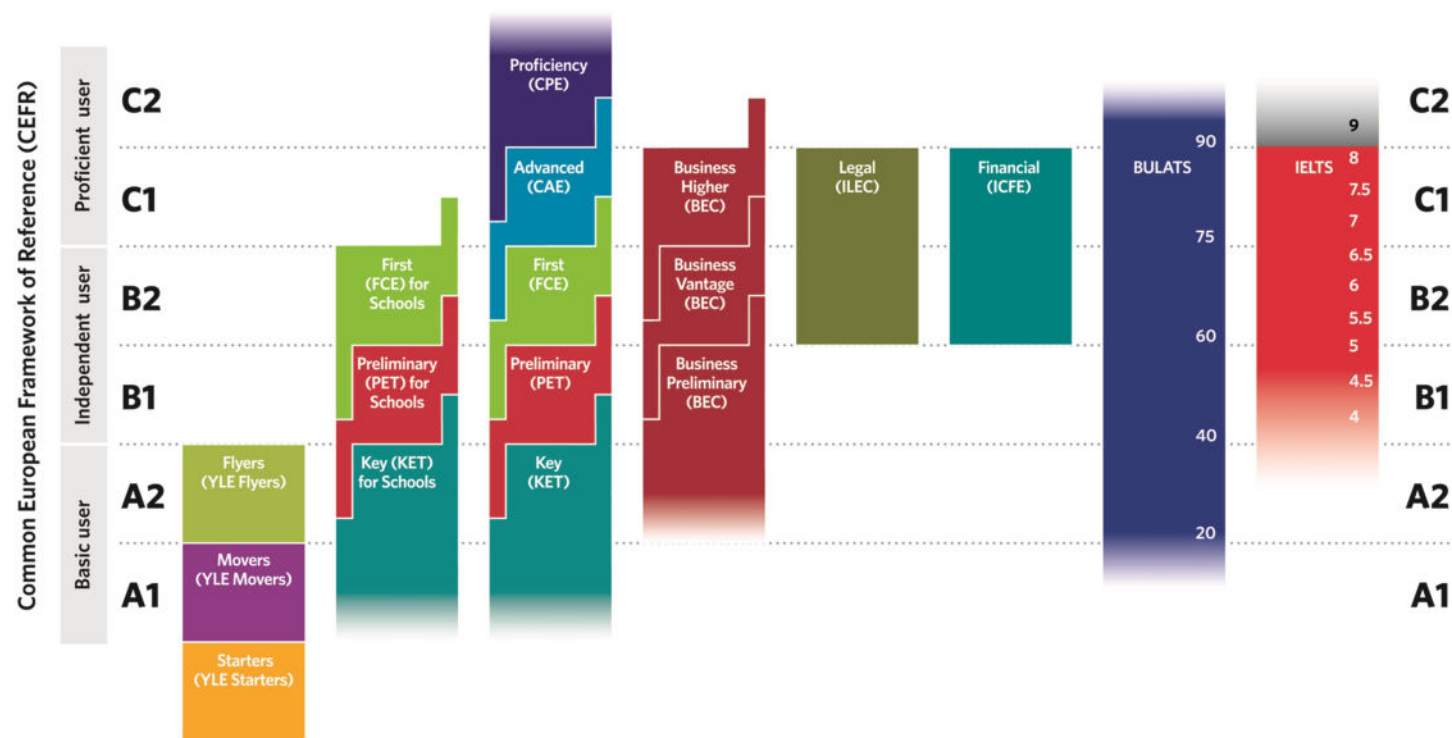 Common European Framework of Reference (CEFR)
Proficient user
Independent user
Basic user
C2
C1
B2
B1
A2
A1
Flyers
(YLE Flyers)
Movers
(YLE Movers)
Starters
(YLE Starters)
First
(FCE) for
Schools
Preliminary
(PET) for
Schools
Key (KET)
for Schools
Proficiency
(CPE)
Advanced
(CAE)
First
(FCE)
Preliminary
(PET)
Key
(KET)
Business
Higher
(BEC)
Business
Vantage
(BEC)
Business
Preliminary
(BEC)
Legal
(ILEC)
Financial
(ICFE)
BULATS
90
75
60
40
20
IELTS
9
8
7.5
7
6.5
6
5.5
5
4.5
4
C2
C1
B2
B1
A2
A1